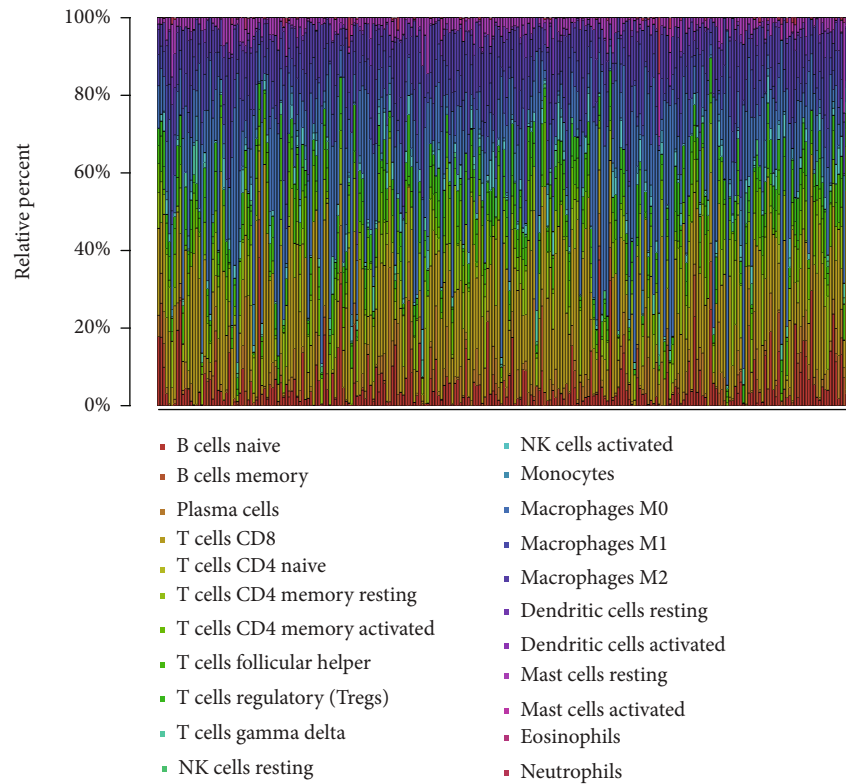 100%
80%
60%
40%
20%
0%
Relative percent
B cells naive
B cells memory
Plasma cells
T cells CD8
T cells CD4 naive
T cells CD4 memory resting
T cells CD4 memory activated
T cells follicular helper
T cells regulatory (Tregs)
T cells gamma delta
NK cells resting
NK cells activated
Monocytes
Macrophages M0
Macrophages M1
Macrophages M2
Dendritic cells resting
Dendritic cells activated
Mast cells resting
Mast cells activated
Eosinophils
Neutrophils